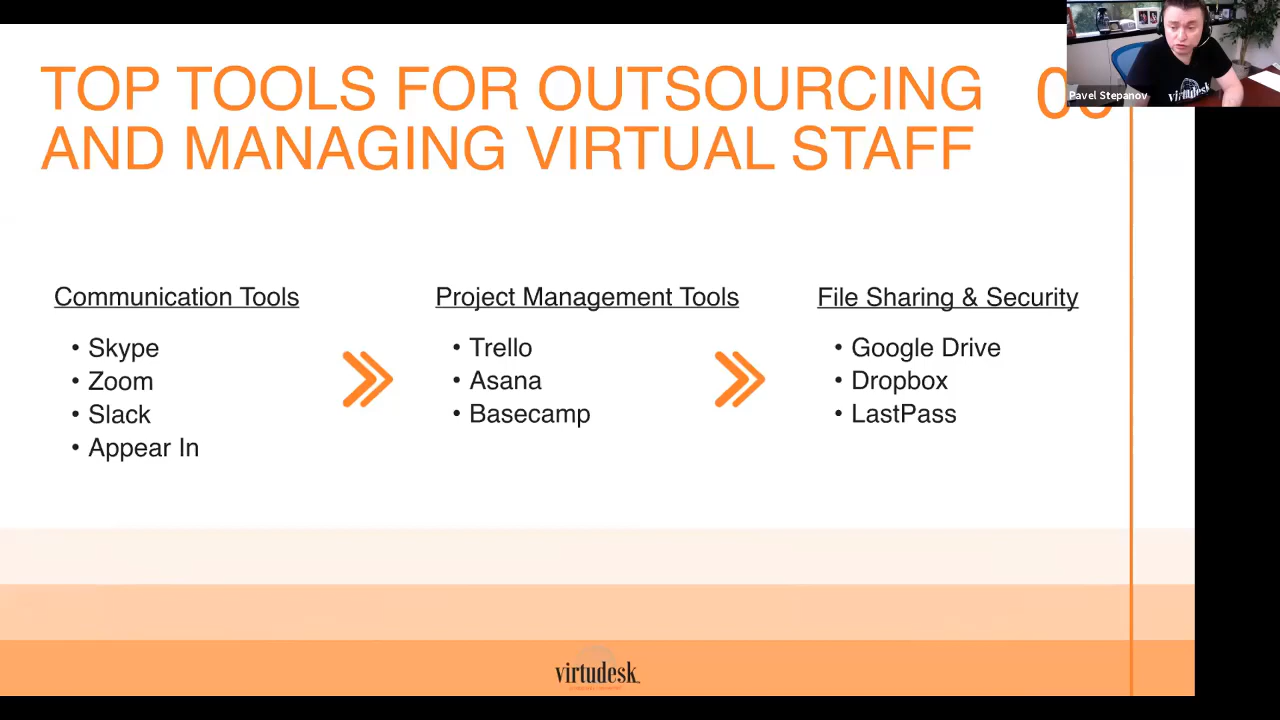 TOP TOOLS FOR OUTSOURCING
AND MANAGING VIRTUAL STAFF
Pavel Stepanov
virtudesk
Communication Tools
• Skype
• Zoom
• Slack
• Appear In
Project Management Tools
• Trello
• Asana
• Basecamp
File Sharing & Security
• Google Drive
• Dropbox
• LastPass
virtudesk